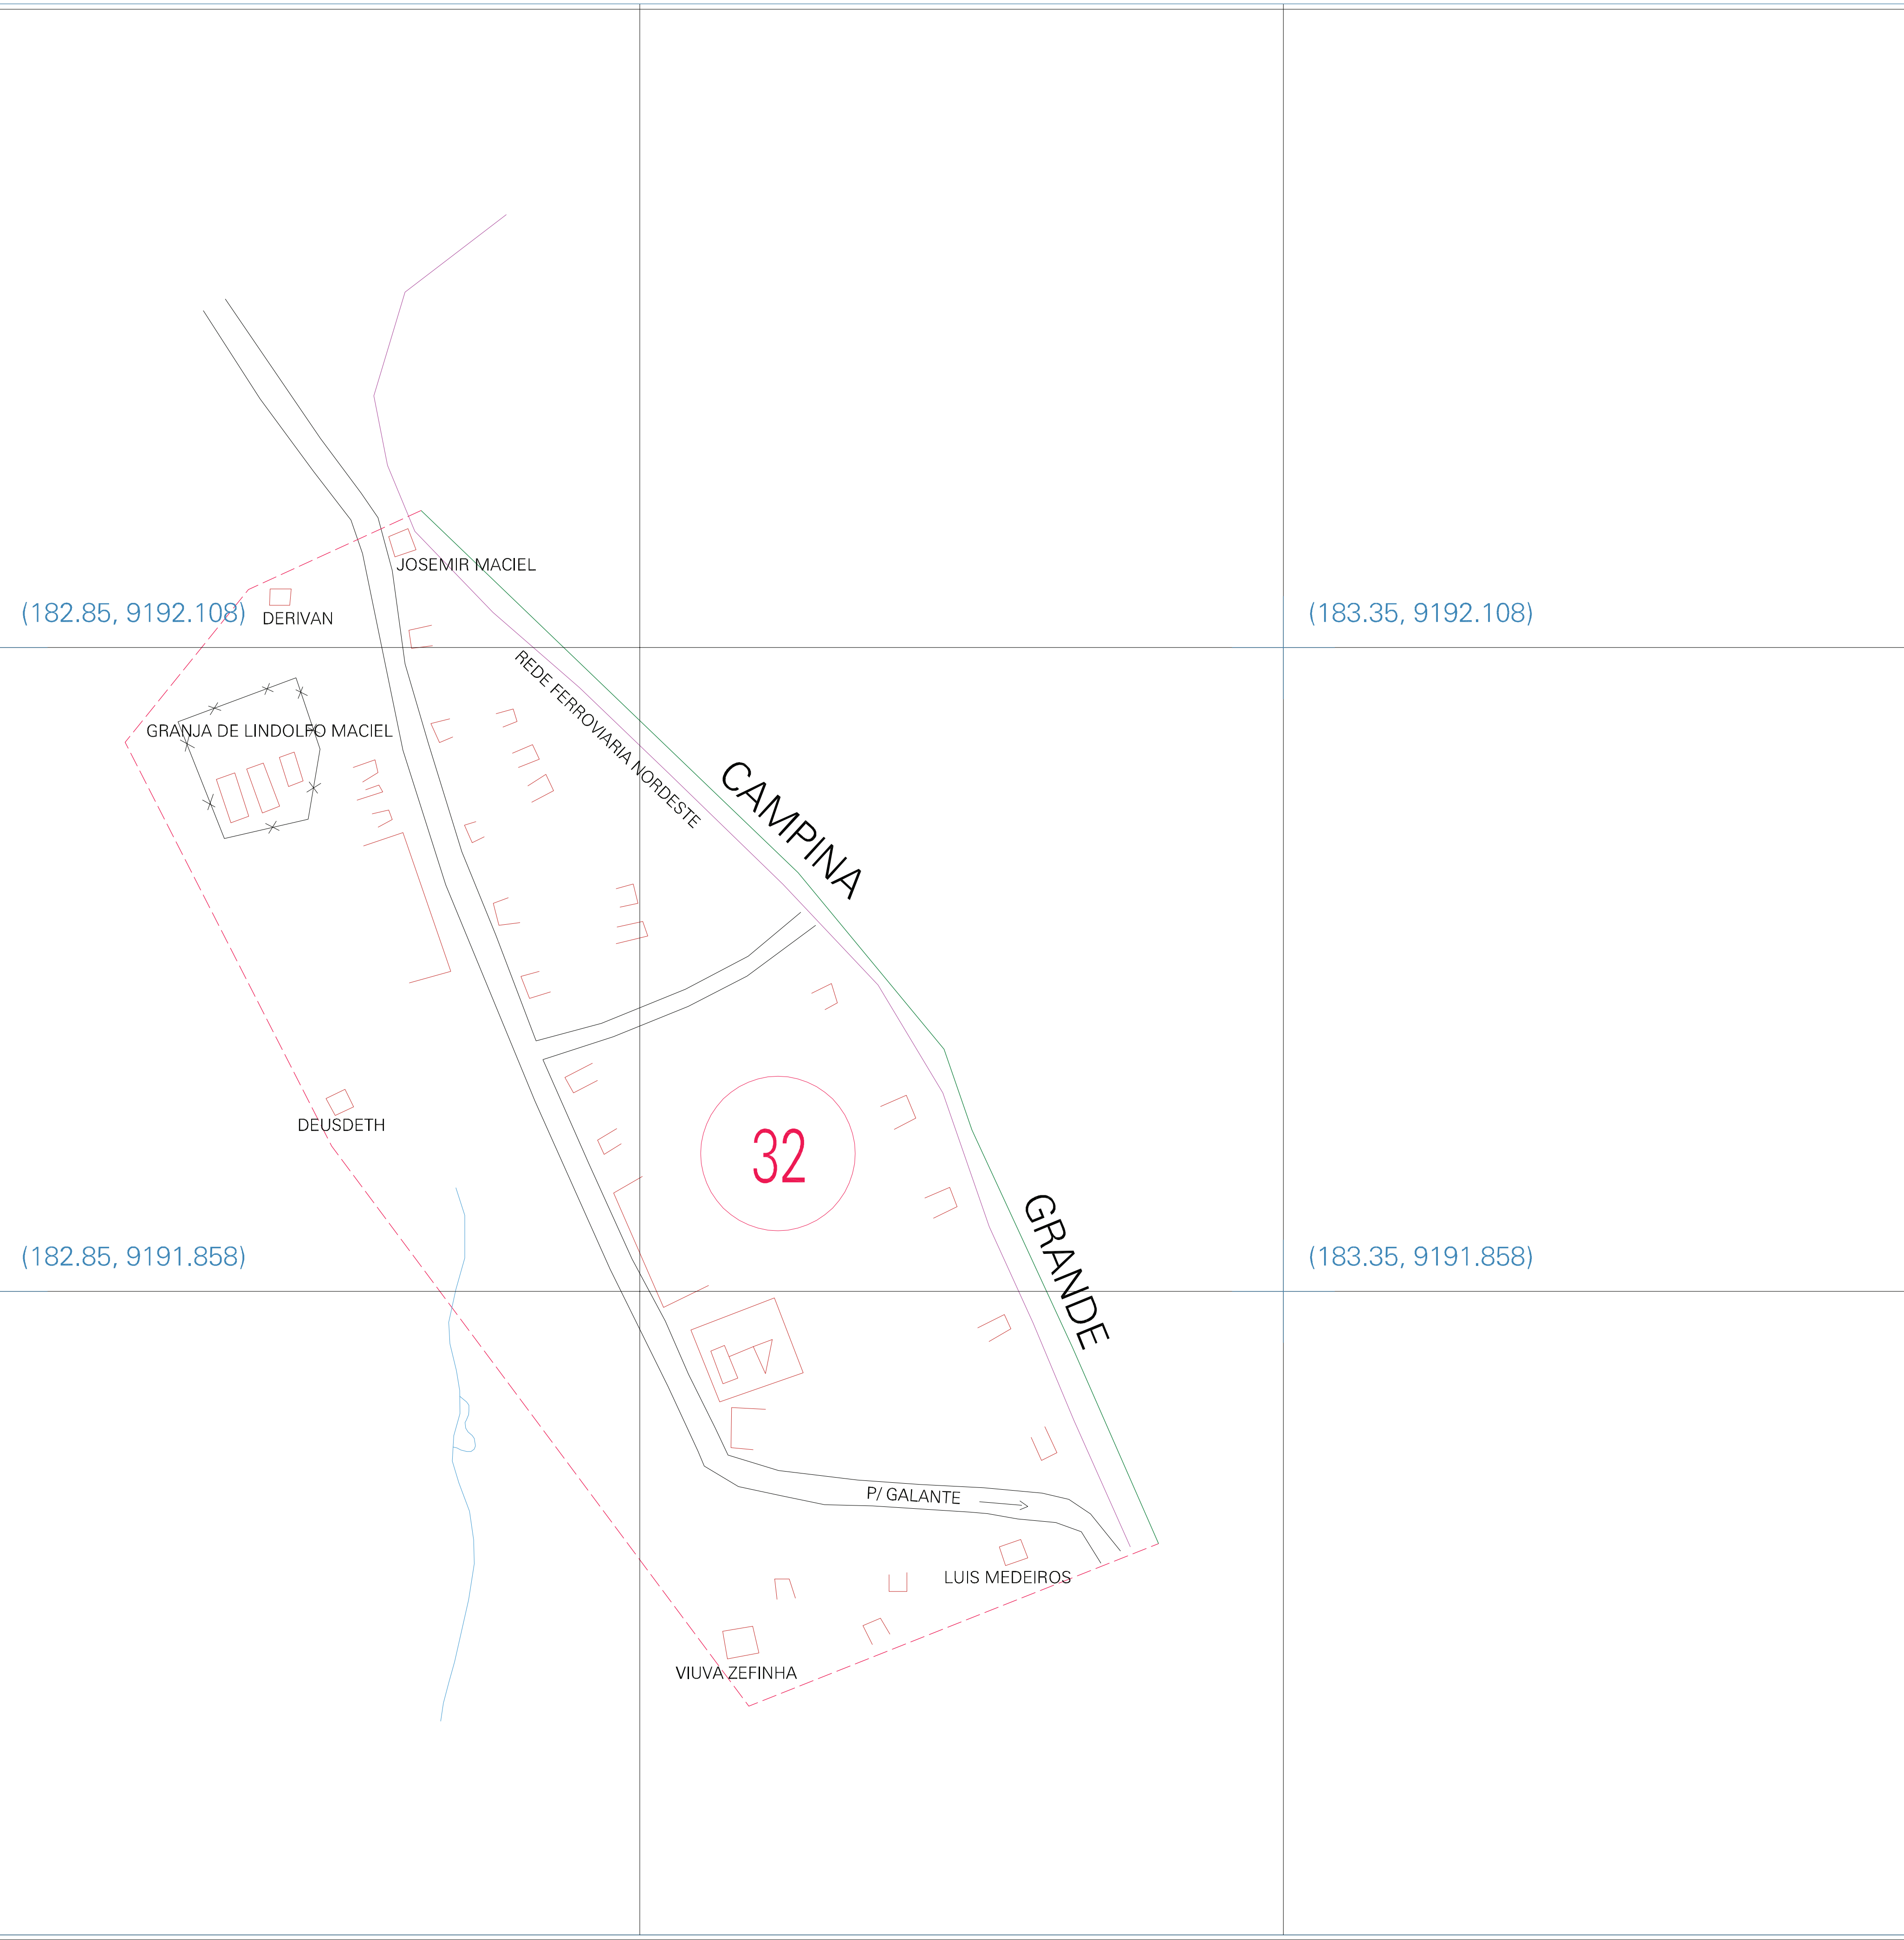 JOSEMIR MACIEL
(182.85, 9192.108)
DERIVAN
(183.35, 9192.108)
REDE FERROVIARIA NORDESTE
GRANJA DE LINDOLFO MACIEL
CAMPINA
DEUSDETH
32
GRANDE
(182.85, 9191.858)
(183.35, 9191.858)
P/ GALANTE
LUIS MEDEIROS
VIUVA ZEFINHA